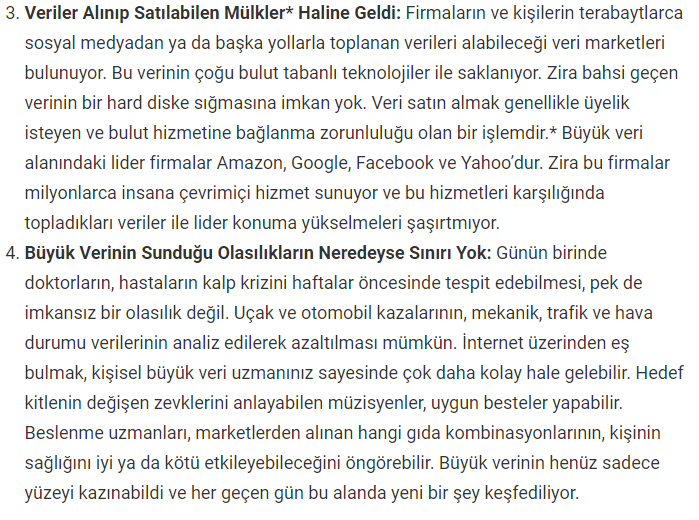 3. Veriler Alınıp Satılabilen Mülkler* Haline Geldi: Firmaların ve kişilerin terabaytlarca
sosyal medyadan ya da başka yollarla toplanan verileri alabileceği veri marketleri
bulunuyor. Bu verinin çoğu bulut tabanlı teknolojiler ile saklanıyor. Zira bahsi geçen
verinin bir hard diske sığmasına imkan yok. Veri satın almak genellikle üyelik
isteyen ve bulut hizmetine bağlanma zorunluluğu olan bir işlemdir.* Büyük veri
alanındaki lider firmalar Amazon, Google, Facebook ve Yahoo’dur. Zira bu firmalar
milyonlarca insana çevrimiçi hizmet sunuyor ve bu hizmetleri karşılığında
topladıkları veriler ile lider konuma yükselmeleri şaşırtmıyor.
4. Büyük Verinin Sunduğu Olasılıkların Neredeyse Sınırı Yok: Günün birinde
doktorların, hastaların kalp krizini haftalar öncesinde tespit edebilmesi, pek de
imkansız bir olasılık değil. Uçak ve otomobil kazalarının, mekanik, trafik ve hava
durumu verilerinin analiz edilerek azaltılması mümkün. İnternet üzerinden eş
bulmak, kişisel büyük veri uzmanınız sayesinde çok daha kolay hale gelebilir. Hedef
kitlenin değişen zevklerini anlayabilen müzisyenler, uygun besteler yapabilir.
Beslenme uzmanları, marketlerden alınan hangi gıda kombinasyonlarının, kişinin
sağlığını iyi ya da kötü etkileyebileceğini öngörebilir. Büyük verinin henüz sadece
yüzeyi kazınabildi ve her geçen gün bu alanda yeni bir şey keşfediliyor.